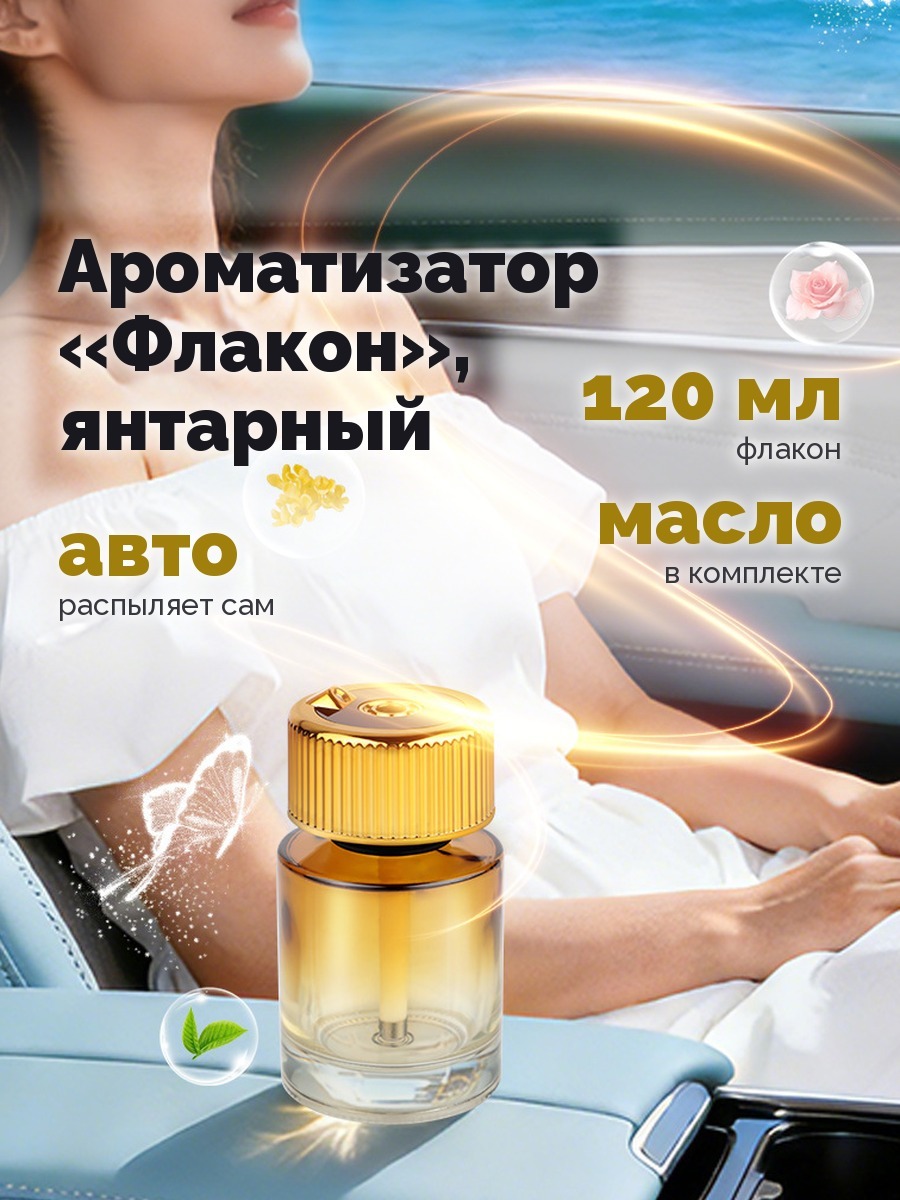 Ароматизатор
«Флакон»,
янтарный
120 мл
флакон
масло
в комплекте
авто
распыляет сам